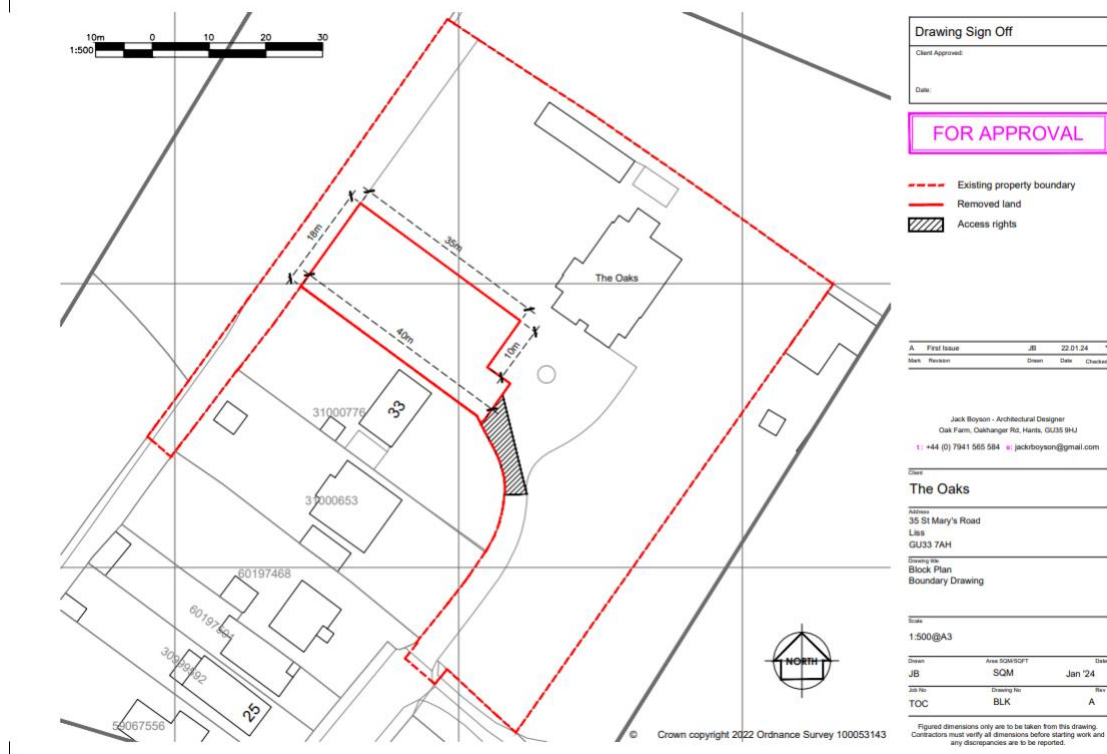 10m 0 10 20 30
1:500
18m
35m
40m
10m
The Oaks
31000776
33
31000653
60197468
30989892
25
59067556
NORTH
© Crown copyright 2022 Ordnance Survey 100053143
Drawing Sign Off
Client Approved:
Date:
FOR APPROVAL
Existing property boundary
Removed land
Access rights
A First Issue JB 22.01.24
Mark Revision Drawn Date Checked
Jack Boyson - Architectural Designer
Oak Farm, Oakhanger Rd, Hants, GU35 9HJ
t: +44 (0) 7941 565 584 e: jackrboyson@gmail.com
Client
The Oaks
Address
35 St Mary's Road
Liss
GU33 7AH
Drawing title
Block Plan
Boundary Drawing
Scale
1:500@A3
Drawn Area SQM/SQFT Date
JB SQM Jan '24
Job No Drawing No Rev
TOC BLK A
Figured dimensions only are to be taken from this drawing.
Contractors must verify all dimensions before starting work and
any discrepancies are to be reported.